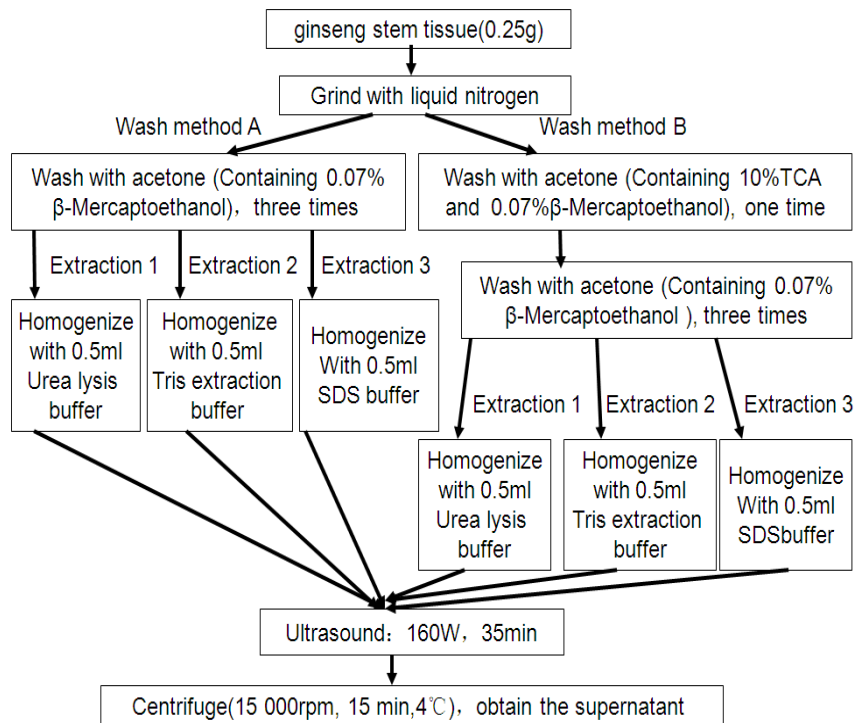 ginseng stem tissue(0.25g)
Grind with liquid nitrogen
Wash method A
Wash method B
Wash with acetone (Containing 0.07%
β-Mercaptoethanol)，three times
Wash with acetone (Containing 10%TCA
and 0.07%β-Mercaptoethanol), one time
Extraction 1
Extraction 2
Extraction 3
Wash with acetone (Containing 0.07%
β-Mercaptoethanol ), three times
Homogenize
with 0.5ml
Urea lysis
buffer
Homogenize
with 0.5ml
Tris extraction
buffer
Homogenize
With 0.5ml
SDS buffer
Extraction 1
Extraction 2
Extraction 3
Homogenize
with 0.5ml
Urea lysis
buffer
Homogenize
with 0.5ml
Tris extraction
buffer
Homogenize
With 0.5ml
SDSbuffer
Ultrasound：160W，35min
Centrifuge(15 000rpm, 15 min,4℃)，obtain the supernatant